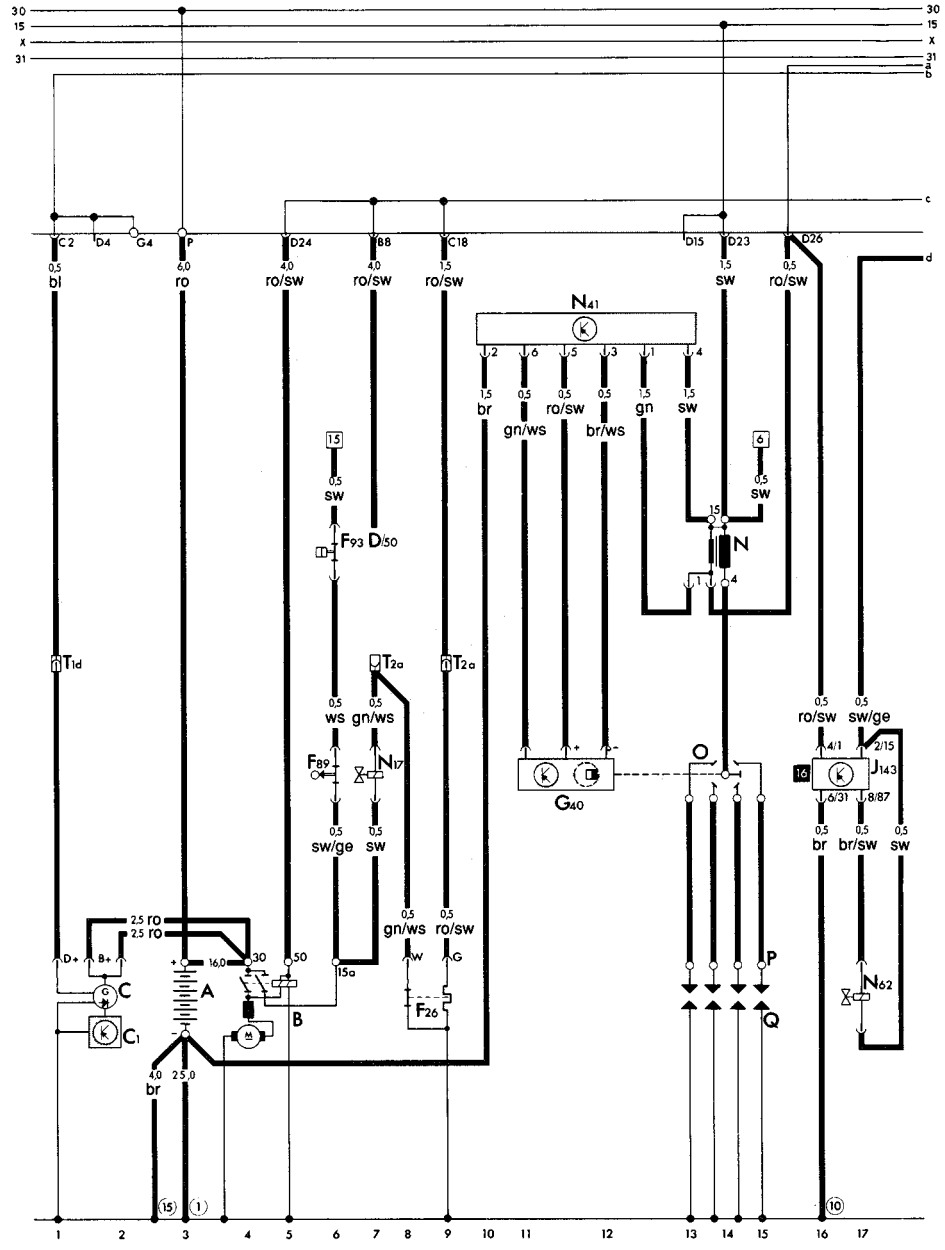 30 30
15 15
X X
31 31
a
b
c
C2 D4 G4 P D24 B8 C18 D15 D23 D26
d
0,5 6,0 4,0 4,0 1,5 1,5 0,5
bl ro ro/sw ro/sw ro/sw sw ro/sw
N41
2 6 5 3 1 4
1,5 0,5 0,5 0,5 1,5 1,5
br gn/ws ro/sw br/ws gn sw
15 6
0,5 0,5
sw sw
15
F93 D/50 N
1 4
T1d T2a T2a
0,5 0,5 0,5 0,5
ws gn/ws ro/sw sw/ge
+ - O 4/1 2/15
F89 N17 16 J143
G40 6/31 8/87
0,5 0,5 0,5 0,5 0,5
sw/ge sw br br/sw sw
2,5 ro 0,5 0,5
2,5 ro gn/ws ro/sw
D+ B+ + 16,0 30 50 15a W G P
C G A B F26 N62
C1 M Q
-
4,0 25,0
br
15 1 10
1 2 3 4 5 6 7 8 9 10 11 12 13 14 15 16 17